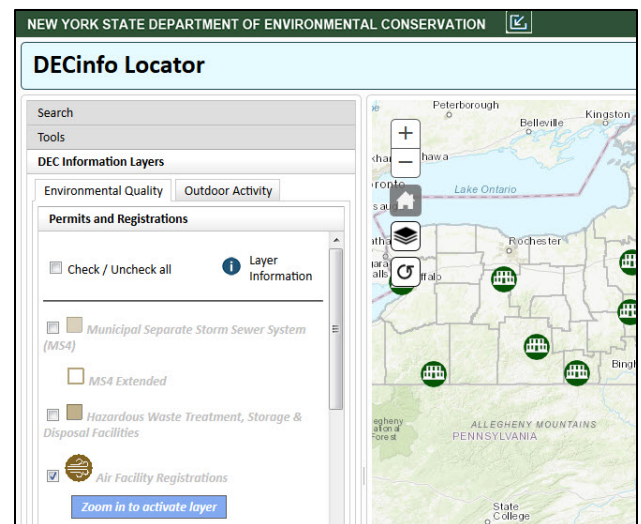 NEW YORK STATE DEPARTMENT OF ENVIRONMENTAL CONSERVATION
DECinfo Locator
Search
Tools
DEC Information Layers
Environmental Quality
Outdoor Activity
Permits and Registrations
Check / Uncheck all
i
Layer
Information
Municipal Separate Storm Sewer System
(MS4)
MS4 Extended
Hazardous Waste Treatment, Storage &
Disposal Facilities
Air Facility Registrations
Zoom in to activate layer
Peterborough
Belleville
Kingston
+
−
Lake Ontario
Rochester
Bingh
ALLEGHENY MOUNTAINS
PENNSYLVANIA
State
College